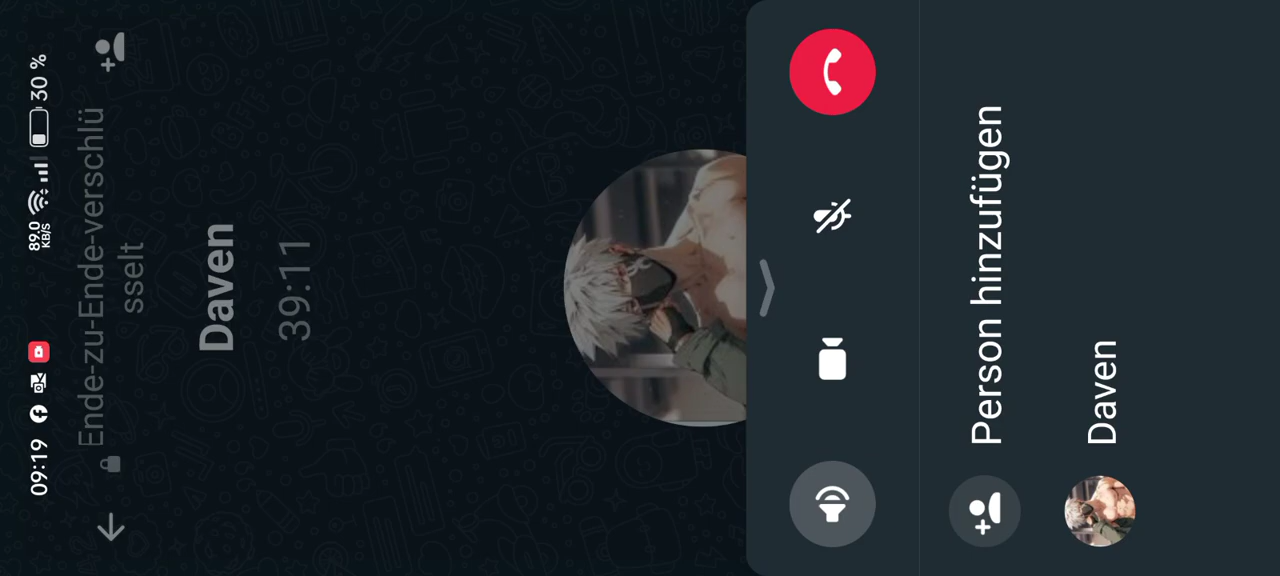 09:19
89,0
KB/S
30 %
Ende-zu-Ende-verschlü
sselt
Daven
39:11
Person hinzufügen
Daven